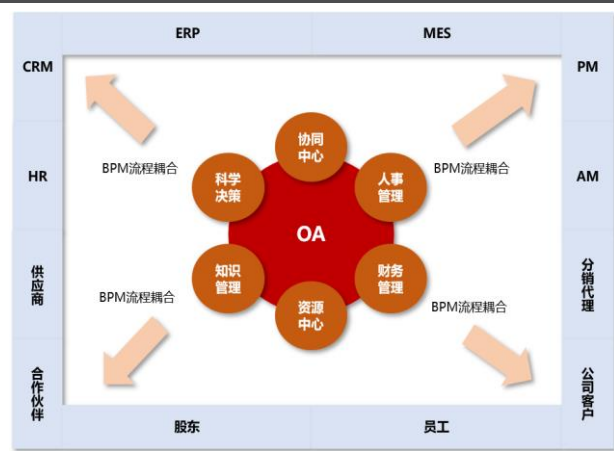 ERP
MES
CRM
PM
HR
AM
供应商
分销代理
合作伙伴
公司客户
股东
员工
BPM流程耦合
BPM流程耦合
BPM流程耦合
BPM流程耦合
协同
中心
科学
决策
人事
管理
OA
知识
管理
财务
管理
资源
中心